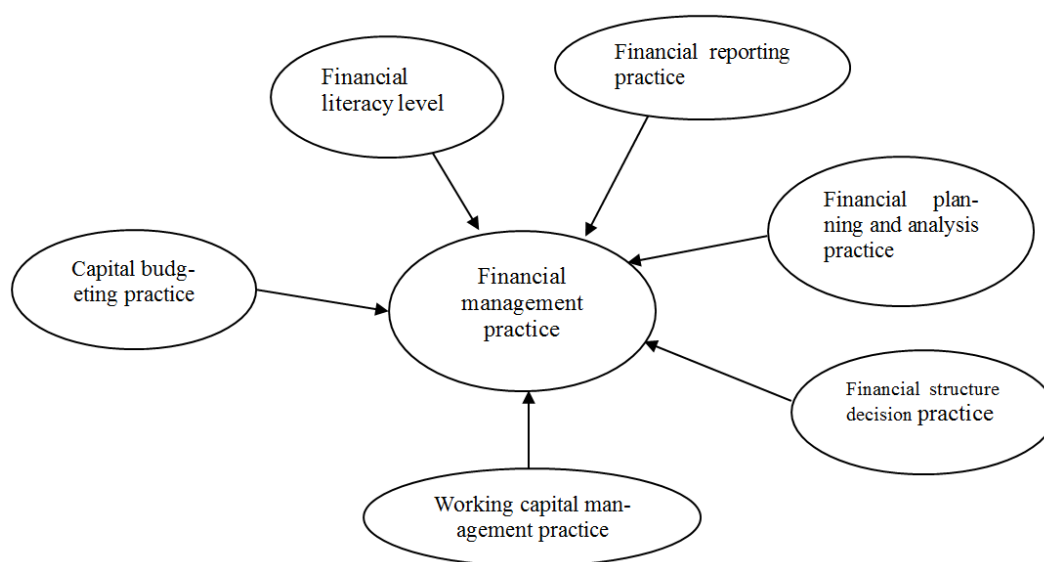 Financial reporting
practice
Financial
literacy level
Financial plan-
ning and analysis
practice
Capital budg-
eting practice
Financial
management
practice
Financial structure
decision practice
Working capital man-
agement practice